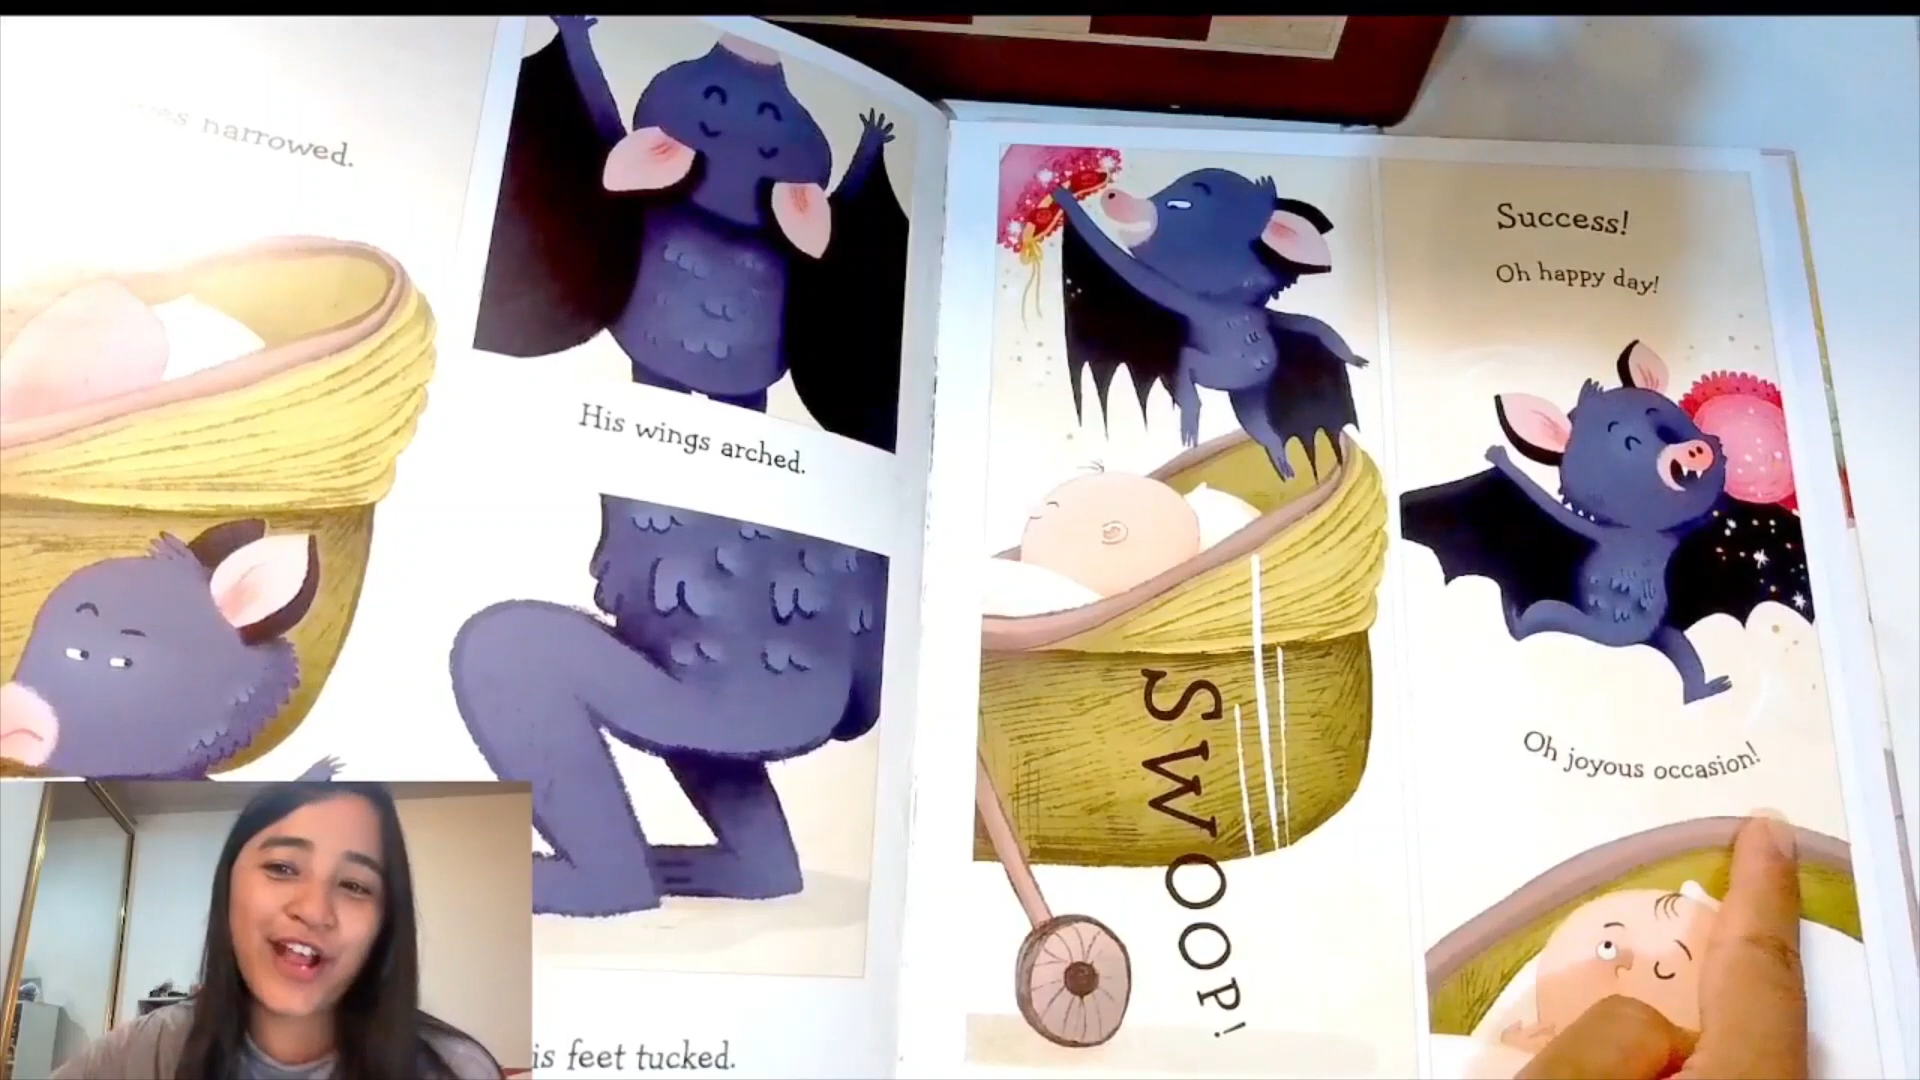 narrowed.
His wings arched.
is feet tucked.
SWOOP!
Success!
Oh happy day!
Oh joyous occasion!